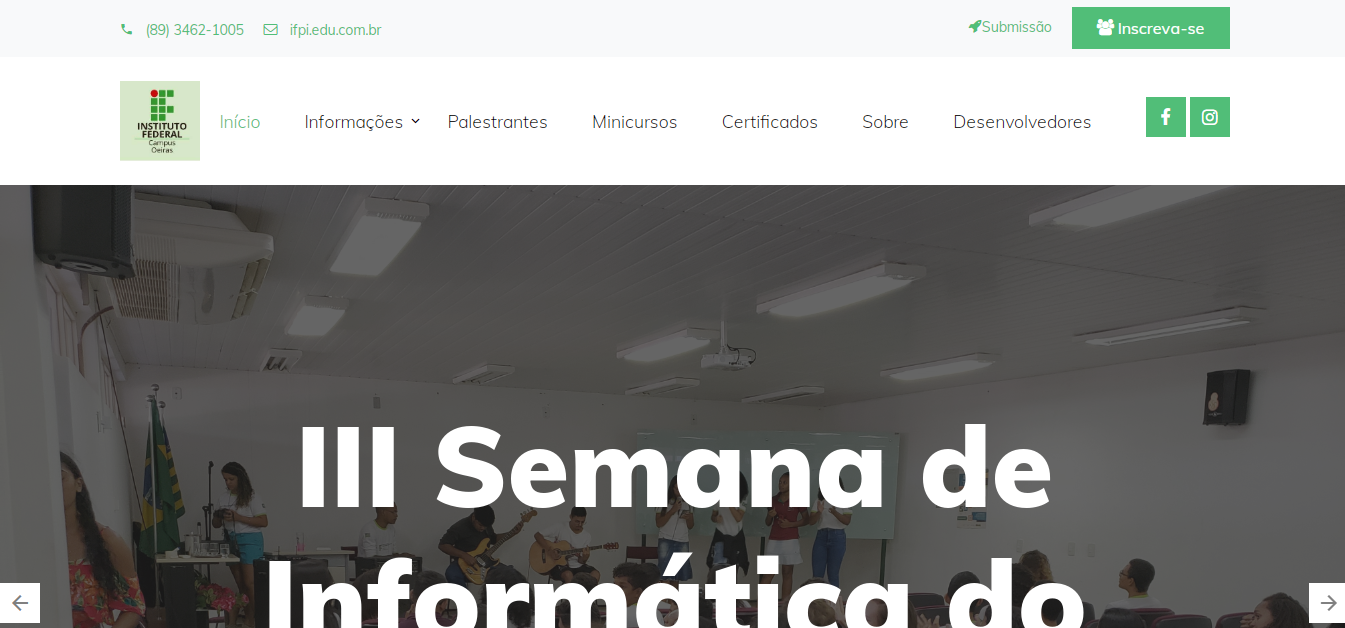 (89) 3462-1005 ifpi.edu.com.br Submissão Inscreva-se
INSTITUTO
FEDERAL
Campus
Oeiras
Início Informações Palestrantes Minicursos Certificados Sobre Desenvolvedores
III Semana de
Informática do